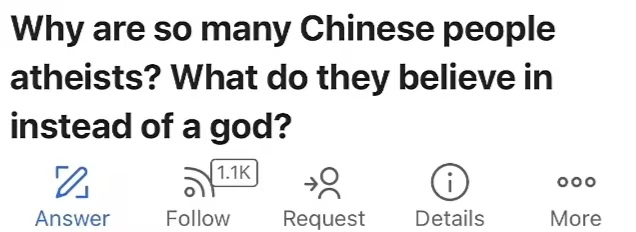 Why are so many Chinese people
atheists? What do they believe in
instead of a god?
1.1K
Answer Follow Request Details More